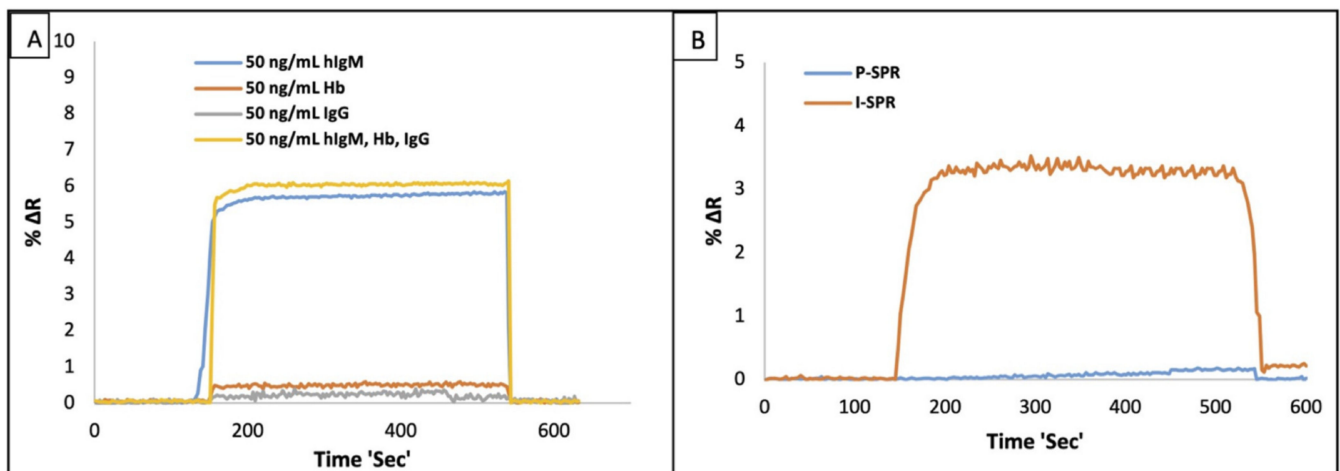 A
10
9
8
7
6
5
4
3
2
1
0
% ΔR
50 ng/mL hIgM
50 ng/mL Hb
50 ng/mL IgG
50 ng/mL hIgM, Hb, IgG
0
200
400
600
Time 'Sec'
B
5
4
3
2
1
0
% ΔR
P-SPR
I-SPR
0
100
200
300
400
500
600
Time 'Sec'